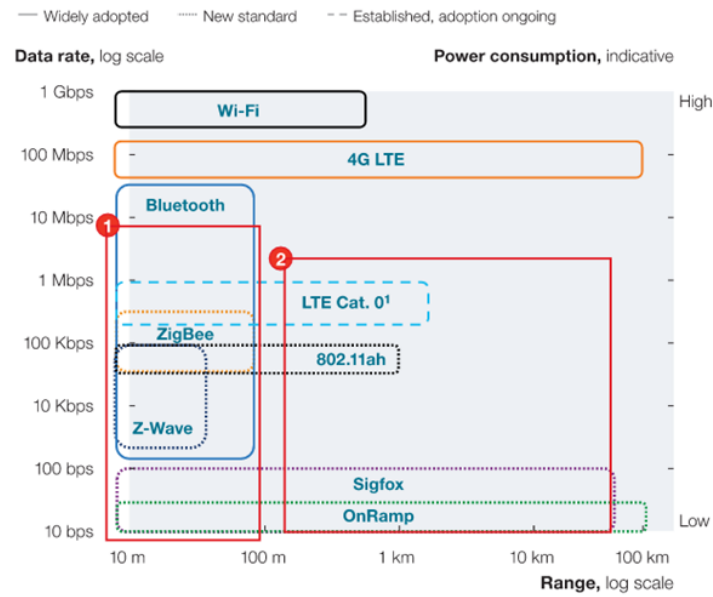 Widely adopted New standard Established, adoption ongoing
Data rate, log scale
Power consumption, indicative
1 Gbps
High
Wi-Fi
100 Mbps
4G LTE
Bluetooth
10 Mbps
1
2
1 Mbps
LTE Cat. 0¹
ZigBee
100 Kbps
802.11ah
10 Kbps
Z-Wave
100 bps
Sigfox
OnRamp
10 bps
Low
10 m 100 m 1 km 10 km 100 km
Range, log scale